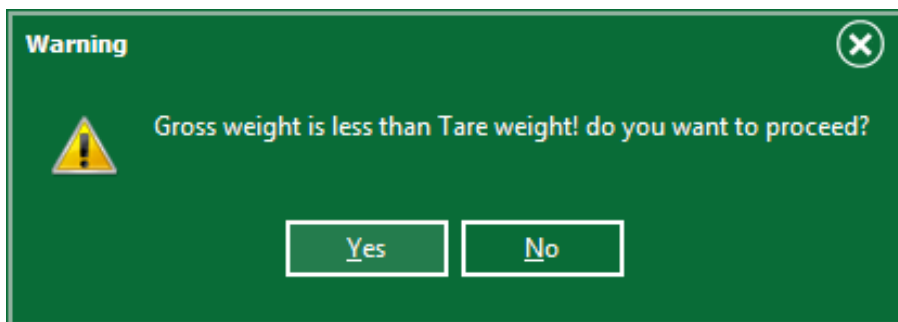 Warning
Gross weight is less than Tare weight! do you want to proceed?
Yes
No